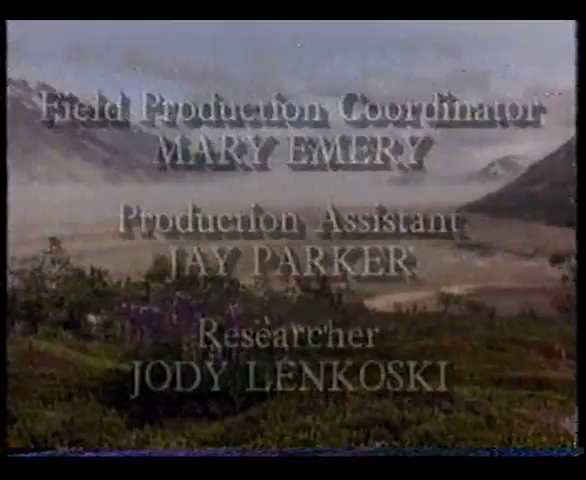 Field Production Coordinator
MARY EMERY
Production Assistant
JAY PARKER
Researcher
JODY LENKOSKI